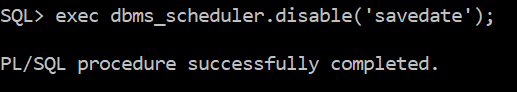 SQL> exec dbms_scheduler.disable('savedate');
PL/SQL procedure successfully completed.